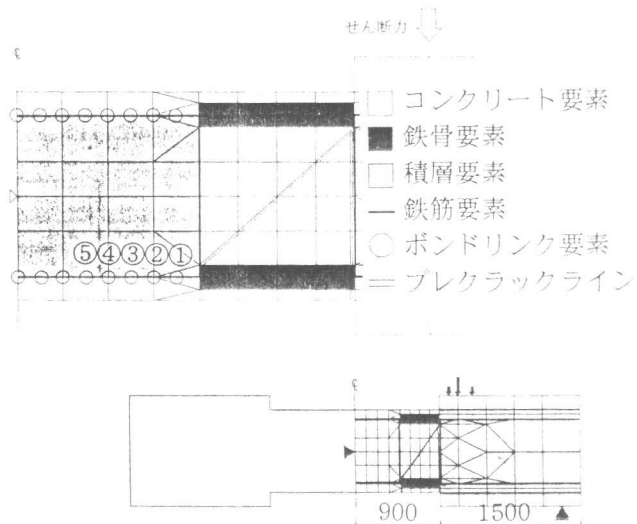 せん断力
℄
コンクリート要素
鉄骨要素
積層要素
鉄筋要素
⑤④③②①
ボンドリンク要素
プレクラックライン
℄
900
1500